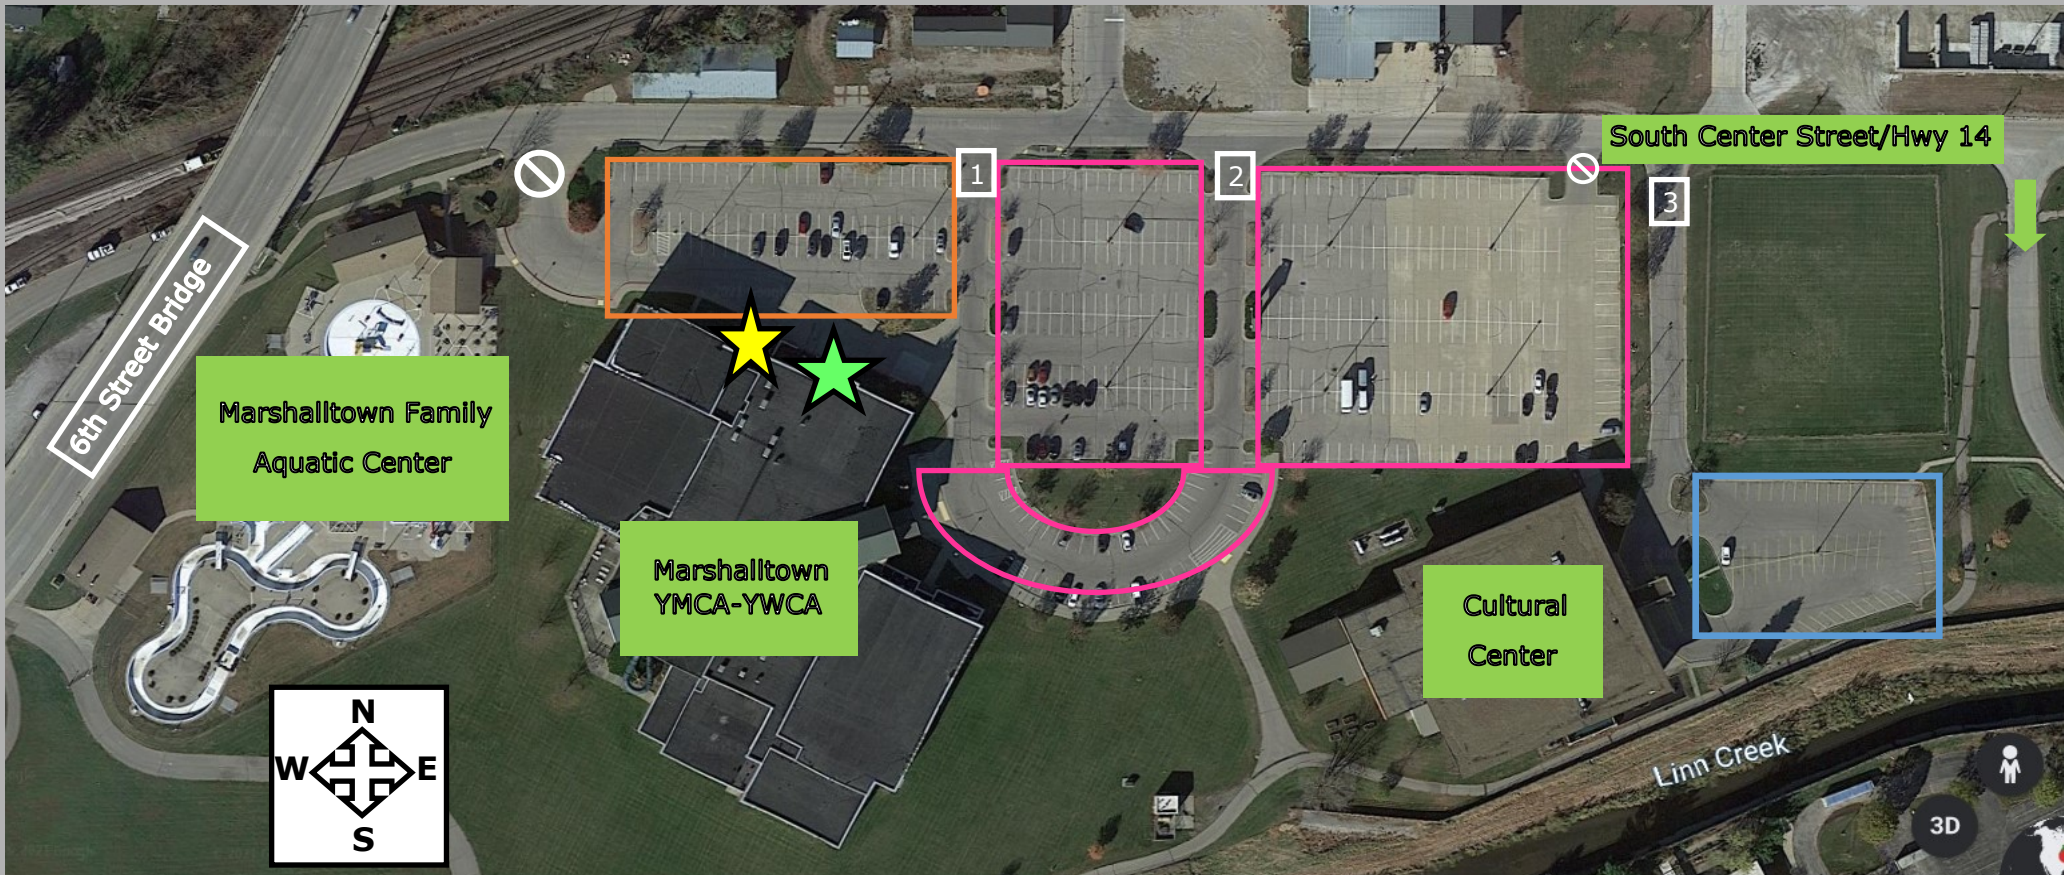 South Center Street/Hwy 14
1
2
3
6th Street Bridge
Marshalltown Family
Aquatic Center
Marshalltown
YMCA-YWCA
Cultural
Center
N
W E
S
Linn Creek
3D